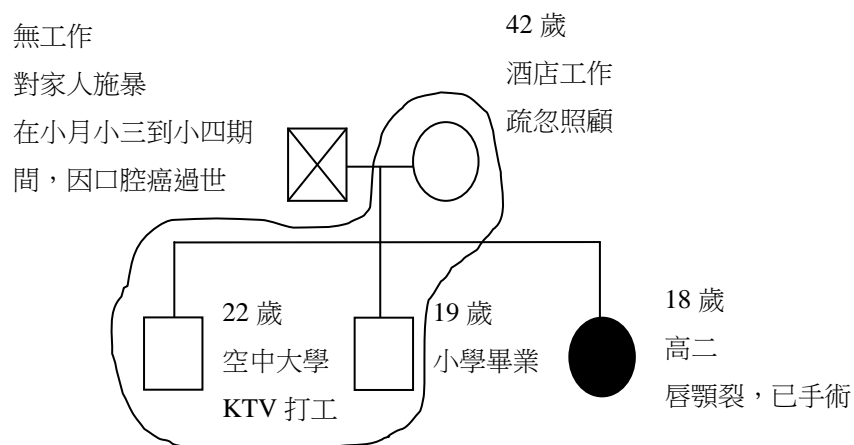 無工作
對家人施暴
在小月小三到小四期
間，因口腔癌過世
42 歲
酒店工作
疏忽照顧
22 歲
空中大學
KTV 打工
19 歲
小學畢業
18 歲
高二
唇顎裂，已手術